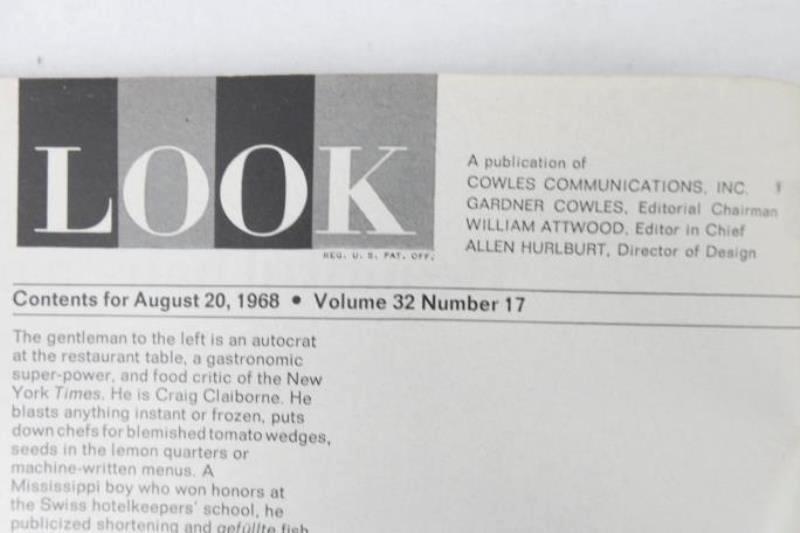 LOOK
REG. U. S. PAT. OFF.
A publication of
COWLES COMMUNICATIONS, INC.
GARDNER COWLES, Editorial Chairman
WILLIAM ATTWOOD, Editor in Chief
ALLEN HURLBURT, Director of Design
Contents for August 20, 1968 • Volume 32 Number 17
The gentleman to the left is an autocrat
at the restaurant table, a gastronomic
super-power, and food critic of the New
York Times. He is Craig Claiborne. He
blasts anything instant or frozen, puts
down chefs for blemished tomato wedges,
seeds in the lemon quarters or
machine-written menus. A
Mississippi boy who won honors at
the Swiss hotelkeepers' school, he
publicized shortening and gefüllte fish